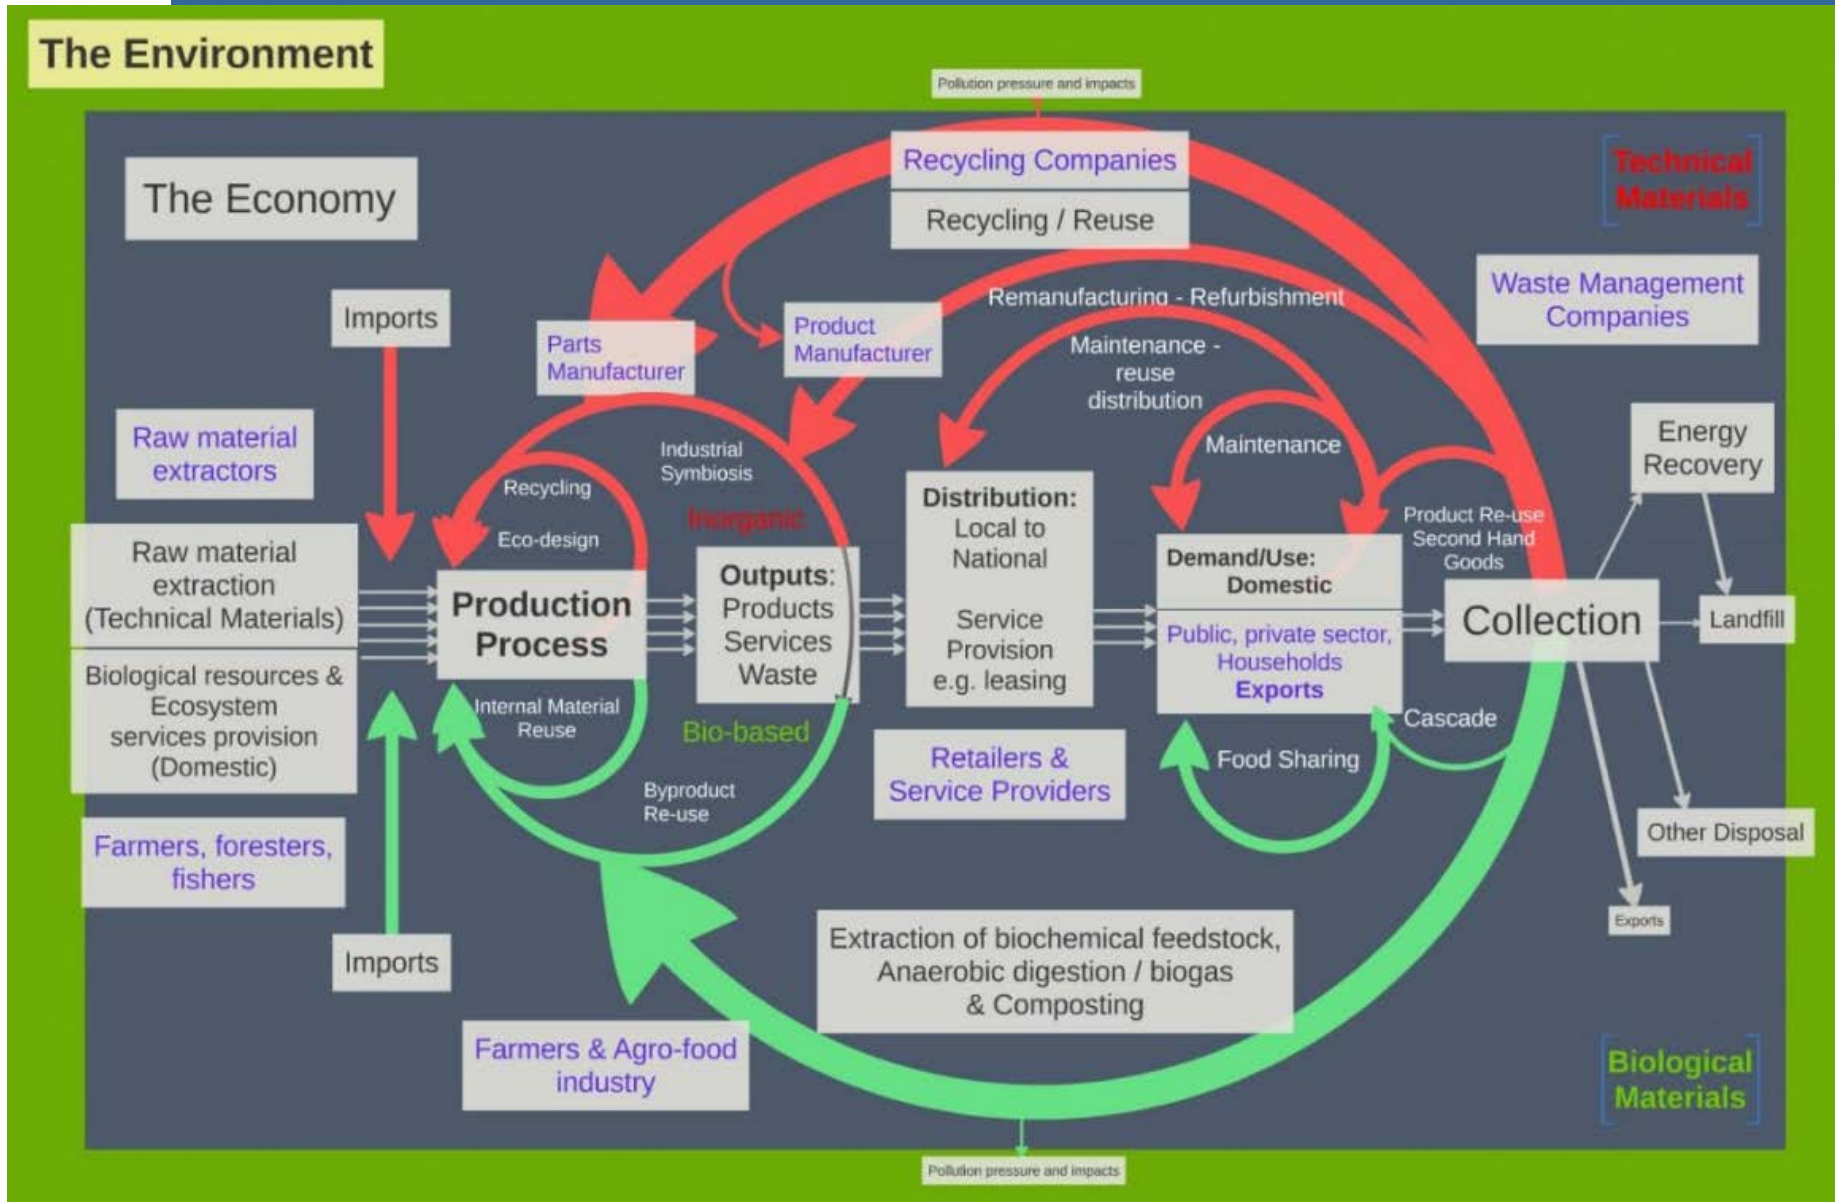 The Environment
Pollution pressure and impacts
The Economy
Recycling Companies
Recycling / Reuse
Technical
Materials
Waste Management
Companies
Imports
Parts
Manufacturer
Product
Manufacturer
Remanufacturing - Refurbishment
Maintenance -
reuse
distribution
Maintenance
Raw material
extractors
Industrial
Symbiosis
Recycling
Eco-design
Inorganic
Energy
Recovery
Raw material
extraction
(Technical Materials)
Biological resources &
Ecosystem
services provision
(Domestic)
Production
Process
Outputs:
Products
Services
Waste
Distribution:
Local to
National
Service
Provision
e.g. leasing
Demand/Use:
Domestic
Public, private sector,
Households
Exports
Product Re-use
Second Hand
Goods
Collection
Landfill
Internal Material
Reuse
Bio-based
Byproduct
Re-use
Retailers &
Service Providers
Cascade
Food Sharing
Farmers, foresters,
fishers
Imports
Other Disposal
Exports
Extraction of biochemical feedstock,
Anaerobic digestion / biogas
& Composting
Farmers & Agro-food
industry
Biological
Materials
Pollution pressure and impacts